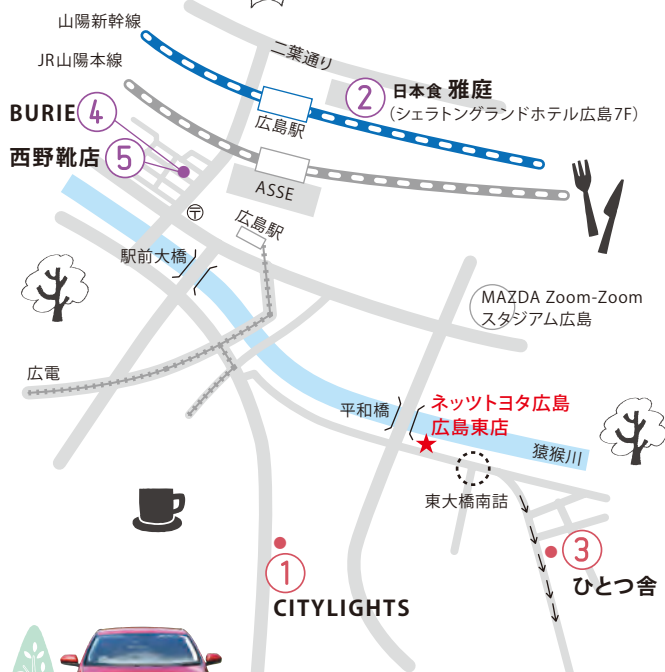 山陽新幹線
JR山陽本線
二葉通り
② 日本食 雅庭
(シェラトングランドホテル広島7F)
広島駅
BURIE ④
西野靴店 ⑤
ASSE
〒
広島駅
駅前大橋
MAZDA Zoom-Zoom
スタジアム広島
広電
平和橋
ネッツトヨタ広島
広島東店
猿猴川
東大橋南詰
①
CITYLIGHTS
③
ひとつ舎